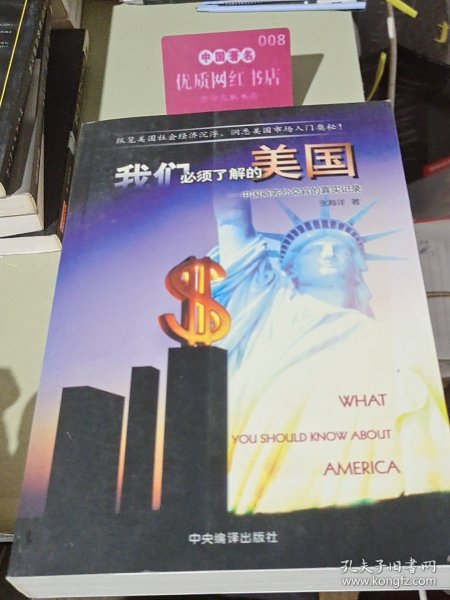 008
中国著名
优质网红书店
纵览美国社会经济沉浮，洞悉美国市场入门奥秘！
我们必须了解的美国
——中国商务外交官的真实记录
著
WHAT
YOU SHOULD KNOW ABOUT
AMERICA
中央编译出版社
孔夫子旧书网
www.kongfz.com